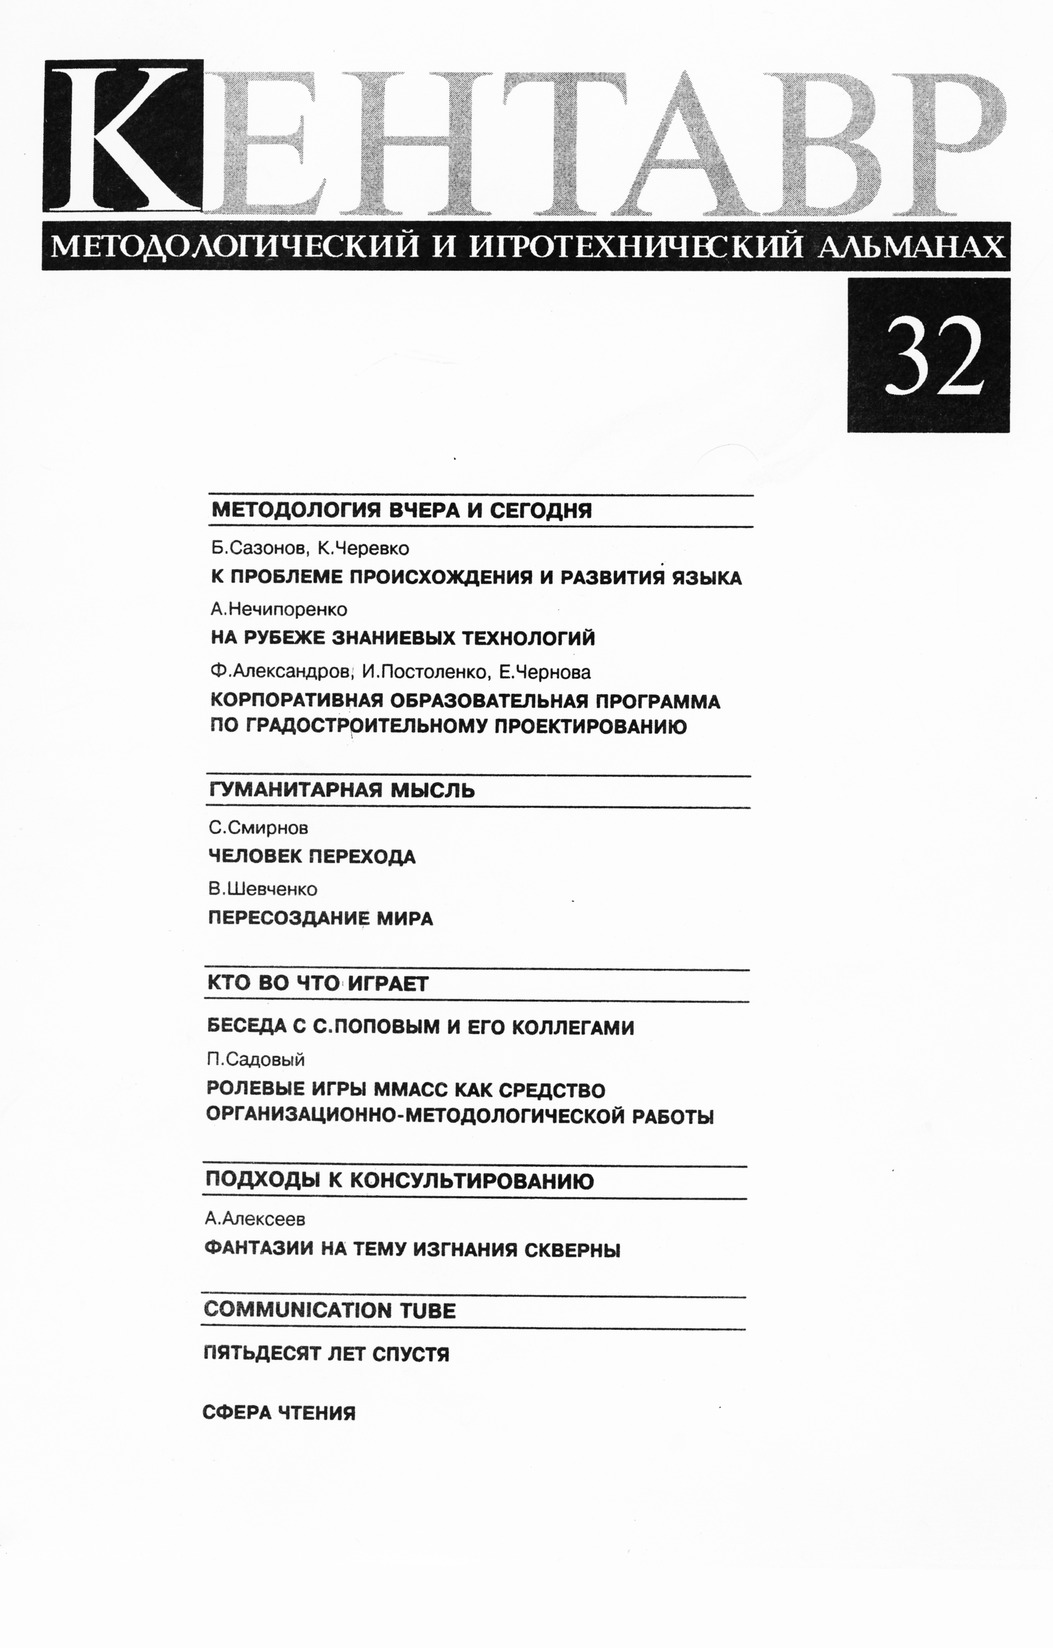 КЕНТАВР
МЕТОДОЛОГИЧЕСКИЙ И ИГРОТЕХНИЧЕСКИЙ АЛЬМАНАХ
32
МЕТОДОЛОГИЯ ВЧЕРА И СЕГОДНЯ
Б.Сазонов, К.Черевко
К ПРОБЛЕМЕ ПРОИСХОЖДЕНИЯ И РАЗВИТИЯ ЯЗЫКА
А.Нечипоренко
НА РУБЕЖЕ ЗНАНИЕВЫХ ТЕХНОЛОГИЙ
Ф.Александров, И.Постоленко, Е.Чернова
КОРПОРАТИВНАЯ ОБРАЗОВАТЕЛЬНАЯ ПРОГРАММА
ПО ГРАДОСТРОИТЕЛЬНОМУ ПРОЕКТИРОВАНИЮ
ГУМАНИТАРНАЯ МЫСЛЬ
С.Смирнов
ЧЕЛОВЕК ПЕРЕХОДА
В.Шевченко
ПЕРЕСОЗДАНИЕ МИРА
КТО ВО ЧТО ИГРАЕТ
БЕСЕДА С С.ПОПОВЫМ И ЕГО КОЛЛЕГАМИ
П.Садовый
РОЛЕВЫЕ ИГРЫ ММАСС КАК СРЕДСТВО
ОРГАНИЗАЦИОННО-МЕТОДОЛОГИЧЕСКОЙ РАБОТЫ
ПОДХОДЫ К КОНСУЛЬТИРОВАНИЮ
А.Алексеев
ФАНТАЗИИ НА ТЕМУ ИЗГНАНИЯ СКВЕРНЫ
COMMUNICATION TUBE
ПЯТЬДЕСЯТ ЛЕТ СПУСТЯ
СФЕРА ЧТЕНИЯ